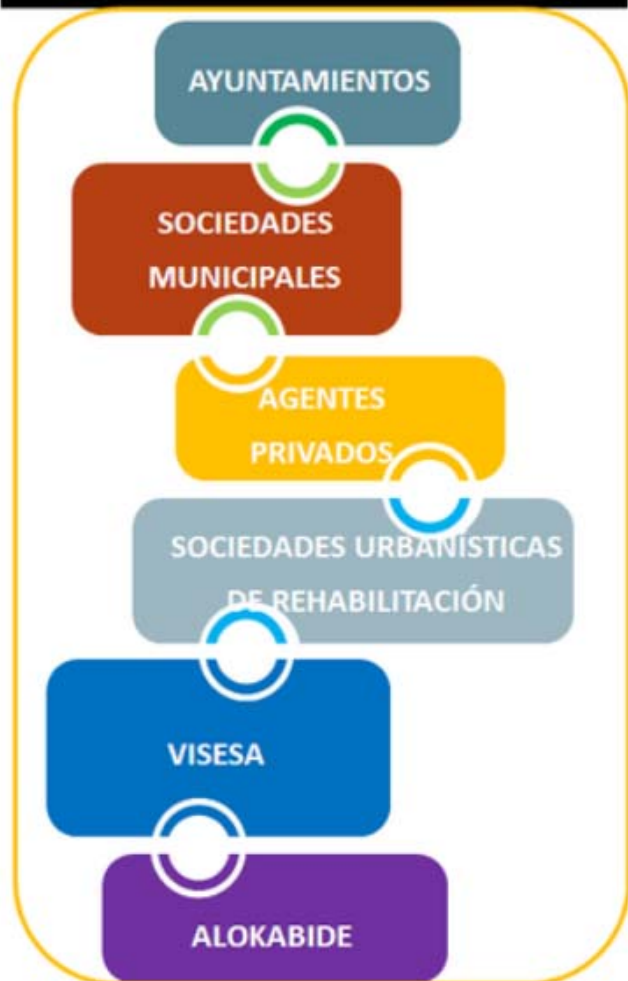 AYUNTAMIENTOS
SOCIEDADES
MUNICIPALES
AGENTES
PRIVADOS
SOCIEDADES URBANÍSTICAS
DE REHABILITACIÓN
VISESA
ALOKABIDE